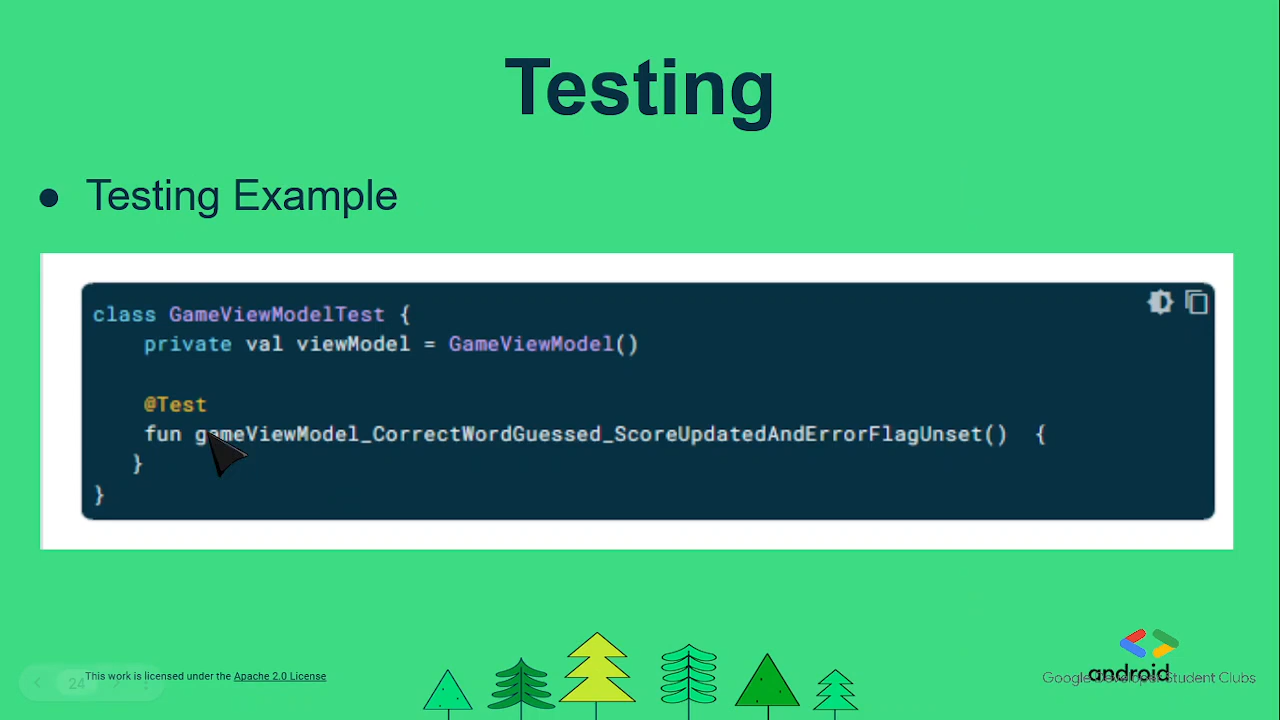 Testing
● Testing Example
class GameViewModelTest {
    private val viewModel = GameViewModel()
    @Test
    fun gameViewModel_CorrectWordGuessed_ScoreUpdatedAndErrorFlagUnset()  {
    }
}
24
This work is licensed under the Apache 2.0 License
android
Google Developer Student Clubs